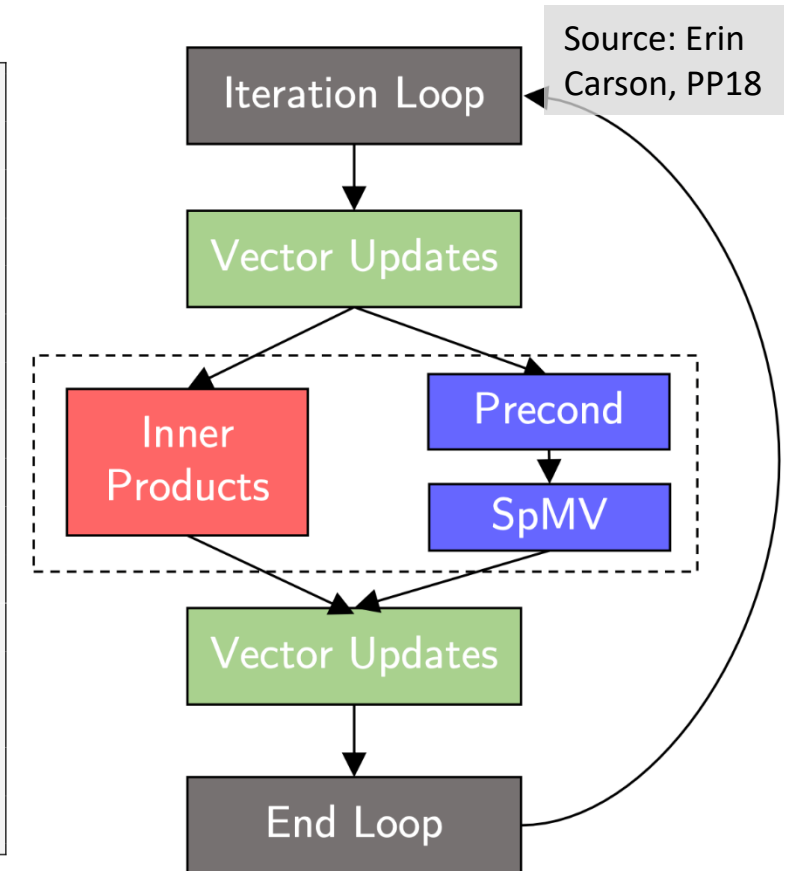 Source: Erin
Carson, PP18
Iteration Loop
Vector Updates
Inner
Products
Precond
SpMV
Vector Updates
End Loop